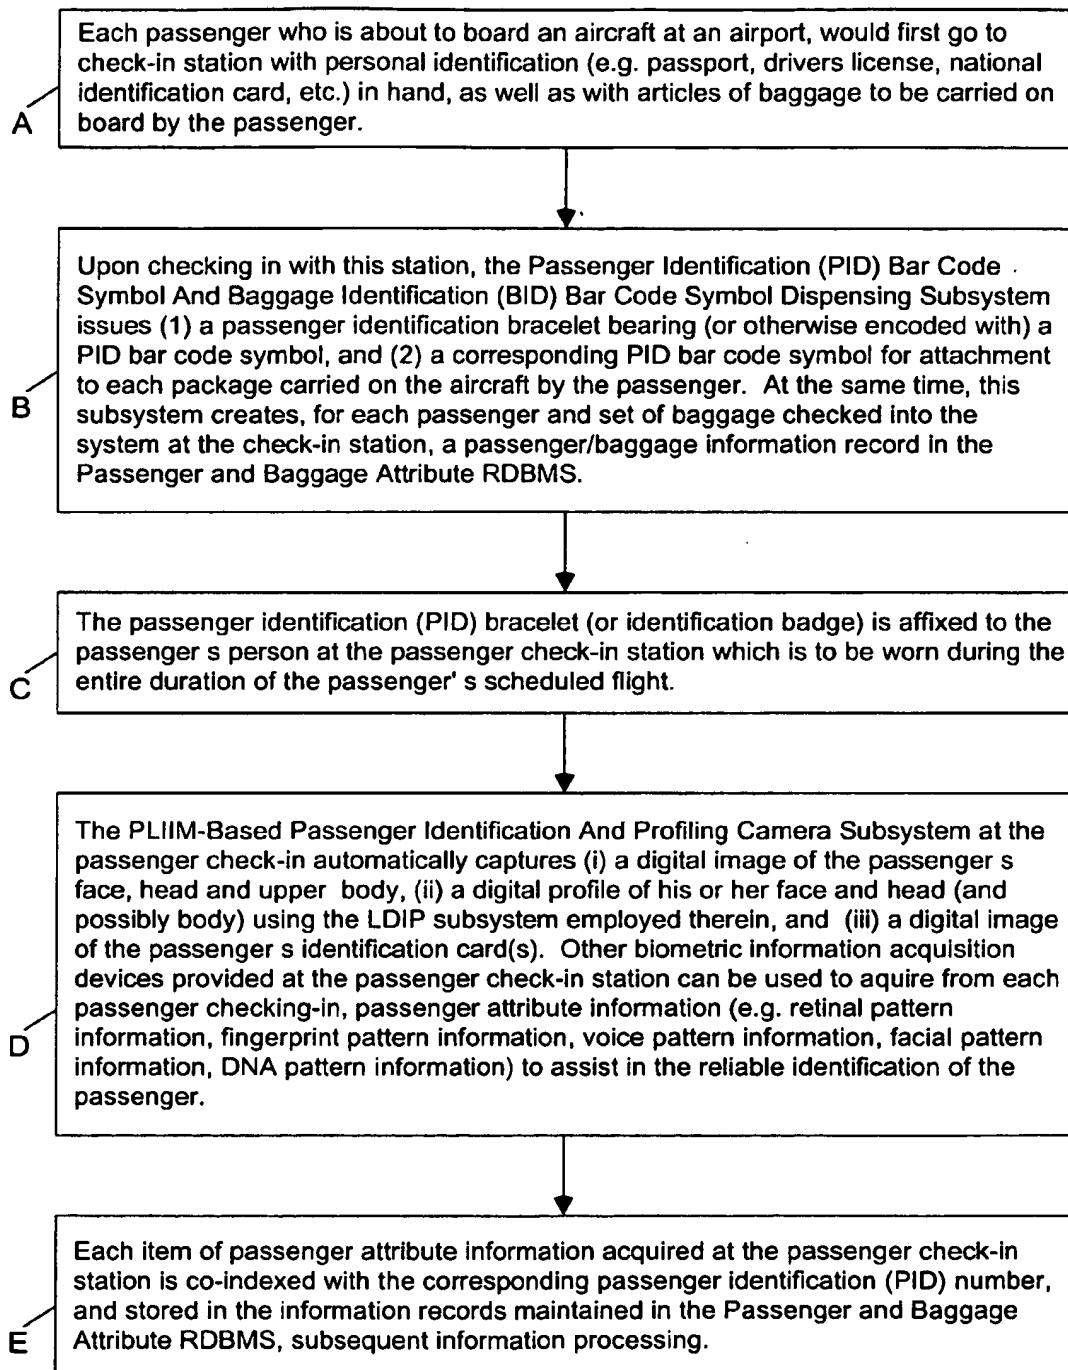 Each passenger who is about to board an aircraft at an airport, would first go to
check-in station with personal identification (e.g. passport, drivers license, national
identification card, etc.) in hand, as well as with articles of baggage to be carried on
board by the passenger.
A
Upon checking in with this station, the Passenger Identification (PID) Bar Code
Symbol And Baggage Identification (BID) Bar Code Symbol Dispensing Subsystem
issues (1) a passenger identification bracelet bearing (or otherwise encoded with) a
PID bar code symbol, and (2) a corresponding PID bar code symbol for attachment
to each package carried on the aircraft by the passenger.  At the same time, this
subsystem creates, for each passenger and set of baggage checked into the
system at the check-in station, a passenger/baggage information record in the
Passenger and Baggage Attribute RDBMS.
B
The passenger identification (PID) bracelet (or identification badge) is affixed to the
passenger s person at the passenger check-in station which is to be worn during the
entire duration of the passenger' s scheduled flight.
C
The PLIIM-Based Passenger Identification And Profiling Camera Subsystem at the
passenger check-in automatically captures (i) a digital image of the passenger s
face, head and upper body, (ii) a digital profile of his or her face and head (and
possibly body) using the LDIP subsystem employed therein, and (iii) a digital image
of the passenger s identification card(s).  Other biometric information acquisition
devices provided at the passenger check-in station can be used to aquire from each
passenger checking-in, passenger attribute information (e.g. retinal pattern
information, fingerprint pattern information, voice pattern information, facial pattern
information, DNA pattern information) to assist in the reliable identification of the
passenger.
D
Each item of passenger attribute information acquired at the passenger check-in
station is co-indexed with the corresponding passenger identification (PID) number,
and stored in the information records maintained in the Passenger and Baggage
Attribute RDBMS, subsequent information processing.
E